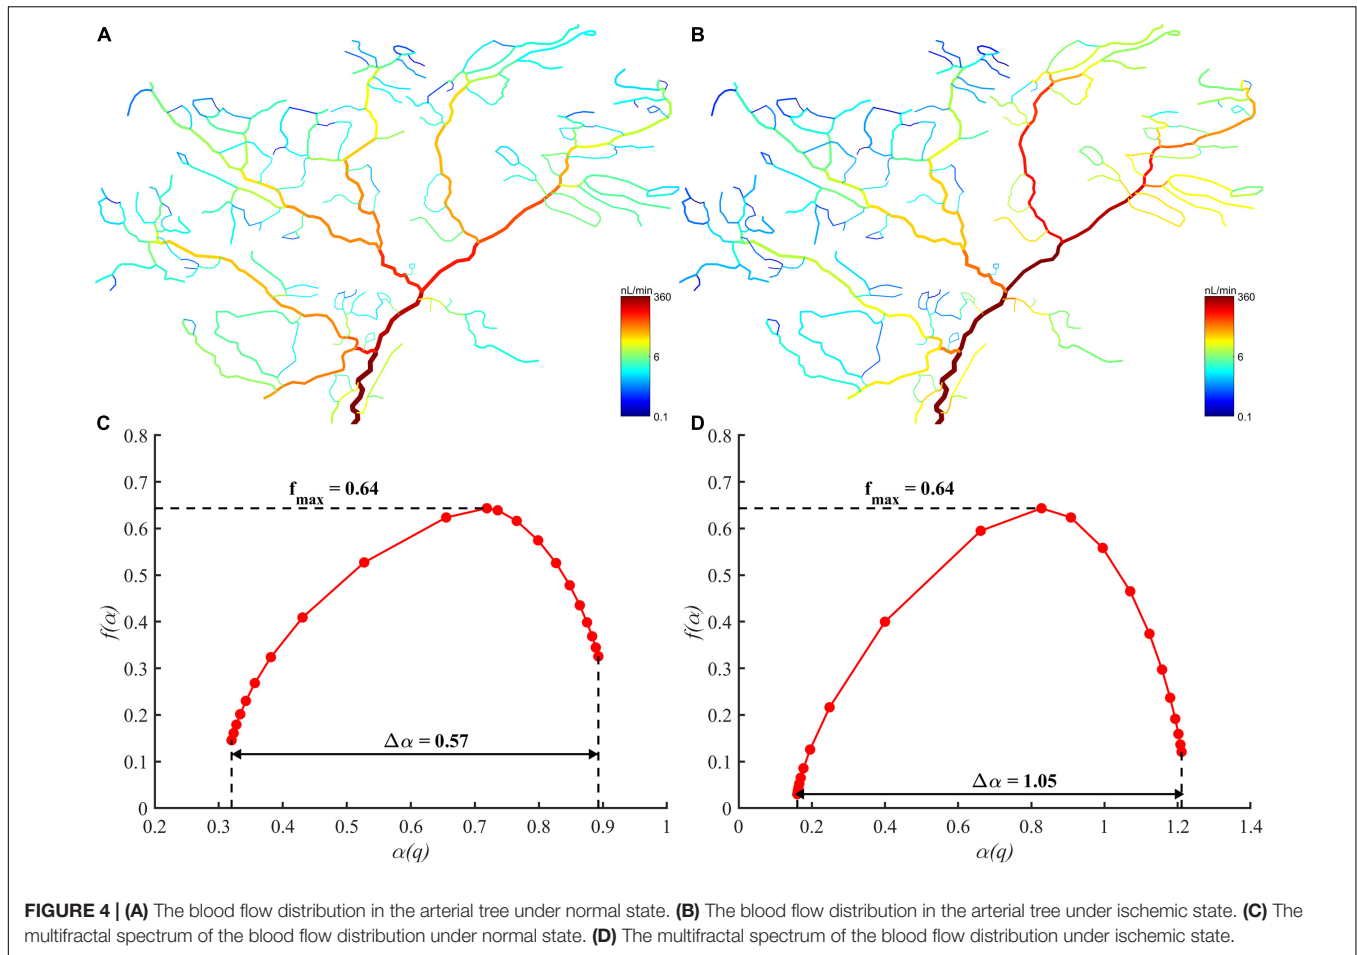 A
B
nL/min
360
6
0.1
nL/min
360
6
0.1
C
D
0.8
0.7
0.6
0.5
0.4
0.3
0.2
0.1
0
f(α)
f_max = 0.64
Δα = 0.57
0.2 0.3 0.4 0.5 0.6 0.7 0.8 0.9 1
α(q)
0.8
0.7
0.6
0.5
0.4
0.3
0.2
0.1
0
f(α)
f_max = 0.64
Δα = 1.05
0 0.2 0.4 0.6 0.8 1 1.2 1.4
α(q)
FIGURE 4 | (A) The blood flow distribution in the arterial tree under normal state. (B) The blood flow distribution in the arterial tree under ischemic state. (C) The
multifractal spectrum of the blood flow distribution under normal state. (D) The multifractal spectrum of the blood flow distribution under ischemic state.